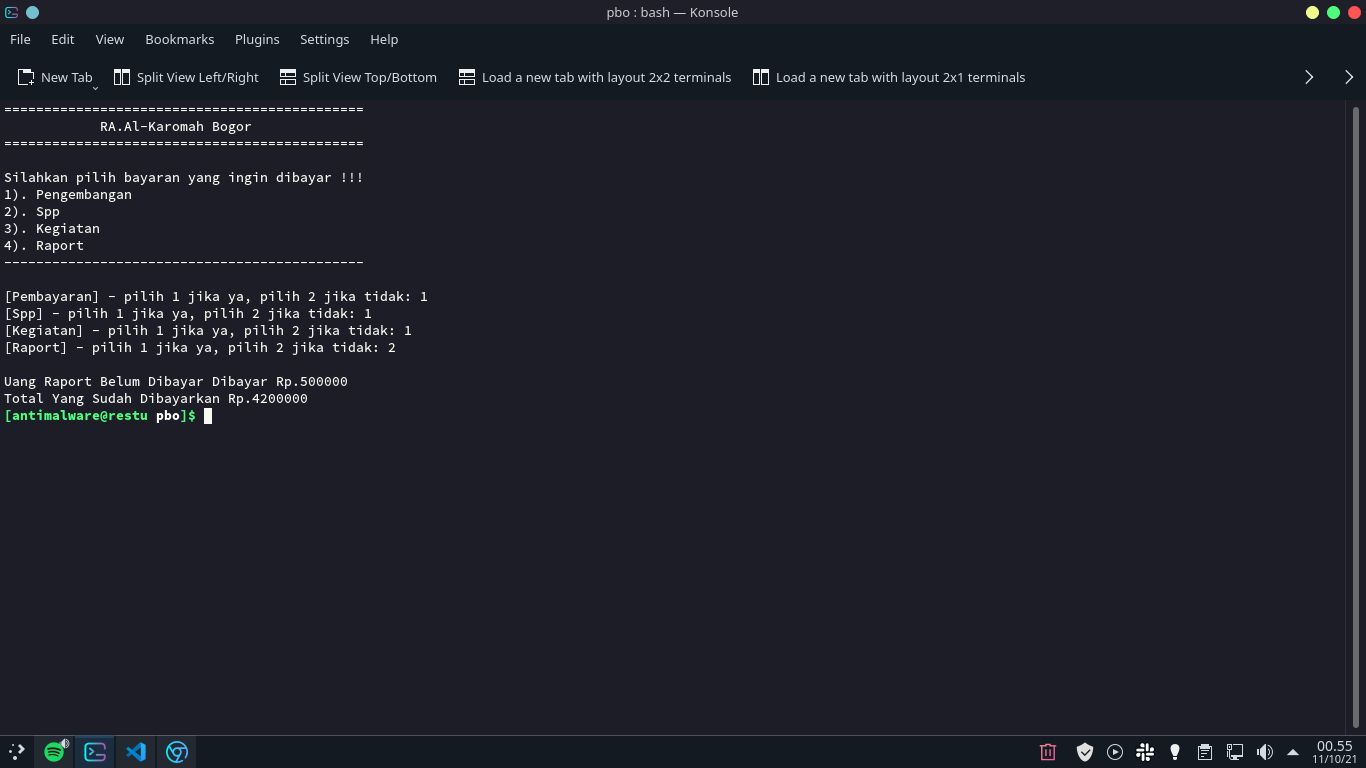 pbo : bash — Konsole
File Edit View Bookmarks Plugins Settings Help
New Tab Split View Left/Right Split View Top/Bottom Load a new tab with layout 2x2 terminals Load a new tab with layout 2x1 terminals
=============================================
RA.Al-Karomah Bogor
=============================================
Silahkan pilih bayaran yang ingin dibayar !!!
1). Pengembangan
2). Spp
3). Kegiatan
4). Raport
---------------------------------------------
[Pembayaran] - pilih 1 jika ya, pilih 2 jika tidak: 1
[Spp] - pilih 1 jika ya, pilih 2 jika tidak: 1
[Kegiatan] - pilih 1 jika ya, pilih 2 jika tidak: 1
[Raport] - pilih 1 jika ya, pilih 2 jika tidak: 2
Uang Raport Belum Dibayar Dibayar Rp.500000
Total Yang Sudah Dibayarkan Rp.4200000
[antimalware@restu pbo]$
00.55
11/10/21